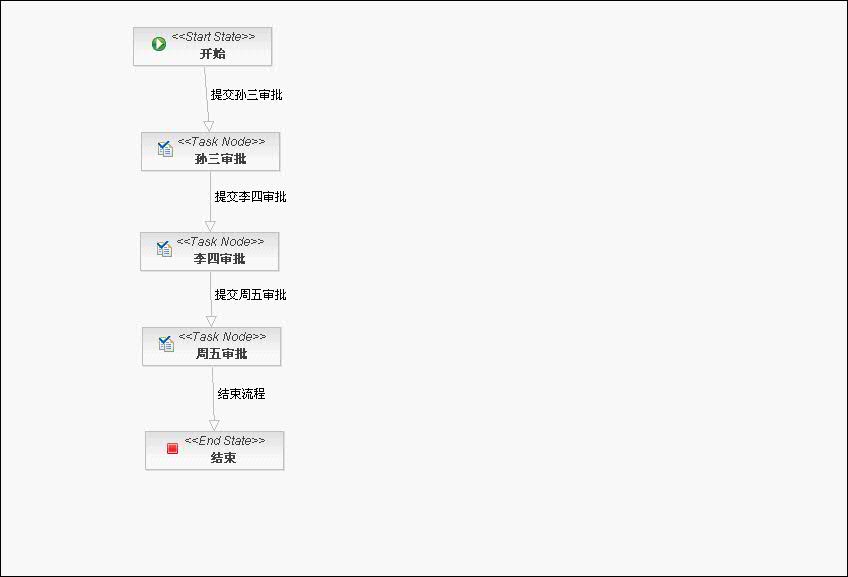 <<Start State>>
开始
提交孙三审批
<<Task Node>>
孙三审批
提交李四审批
<<Task Node>>
李四审批
提交周五审批
<<Task Node>>
周五审批
结束流程
<<End State>>
结束